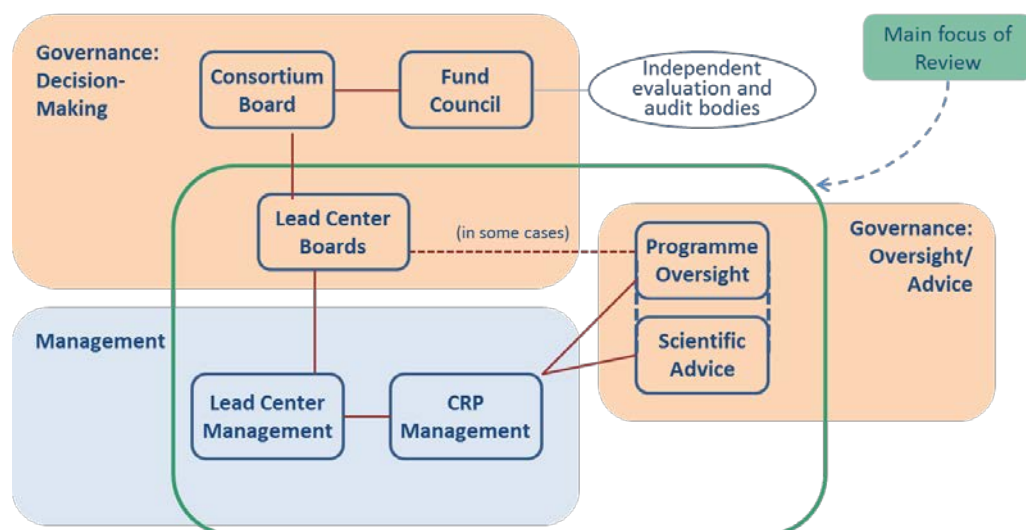 Governance:
Decision-
Making
Consortium
Board
Fund
Council
Independent
evaluation and
audit bodies
Main focus of
Review
Lead Center
Boards
(in some cases)
Programme
Oversight
Governance:
Oversight/
Advice
Scientific
Advice
Management
Lead Center
Management
CRP
Management